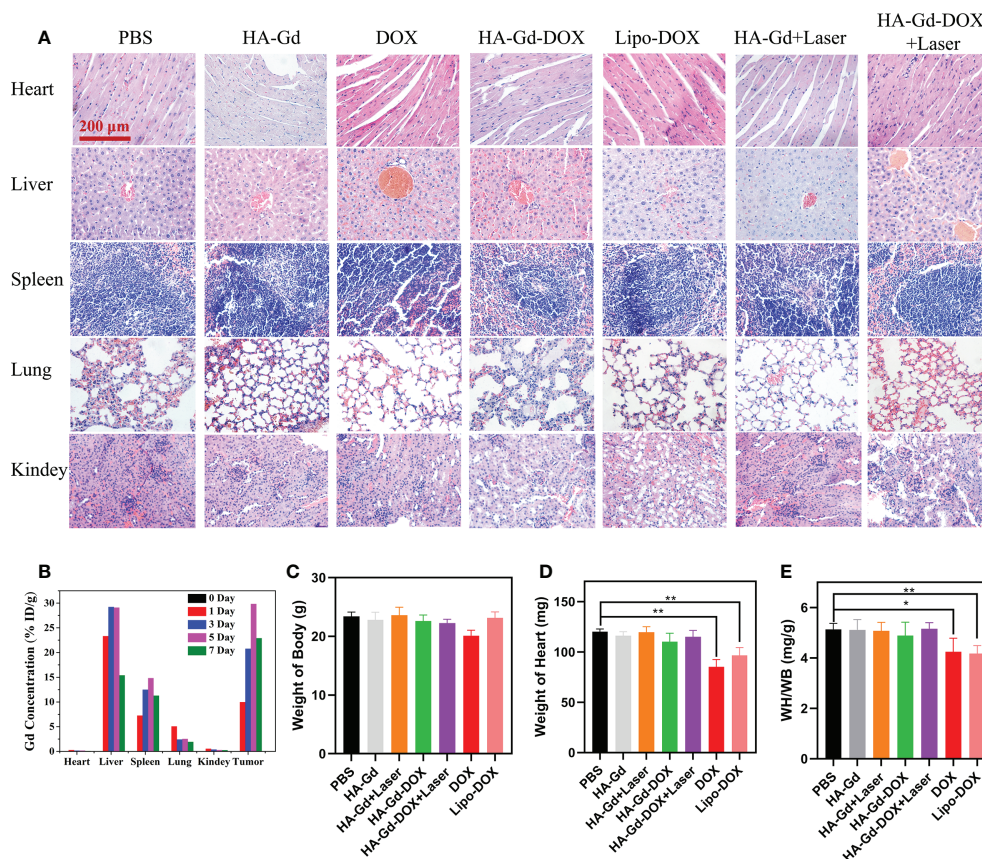 A
PBS
HA-Gd
DOX
HA-Gd-DOX
Lipo-DOX
HA-Gd+Laser
HA-Gd-DOX
+Laser
Heart
200 µm
Liver
Spleen
Lung
Kindey
B
Gd Concentration (% ID/g)
30
25
20
15
10
5
0
0 Day
1 Day
3 Day
5 Day
7 Day
Heart Liver Spleen Lung Kindey Tumor
C
Weight of Body (g)
30
20
10
0
PBS
HA-Gd
HA-Gd+Laser
HA-Gd-DOX
HA-Gd-DOX+Laser
DOX
Lipo-DOX
D
Weight of Heart (mg)
150
100
50
0
**
**
PBS
HA-Gd
HA-Gd+Laser
HA-Gd-DOX
HA-Gd-DOX+Laser
DOX
Lipo-DOX
E
WH/WB (mg/g)
6
4
2
0
**
*
PBS
HA-Gd
HA-Gd+Laser
HA-Gd-DOX
HA-Gd-DOX+Laser
DOX
Lipo-DOX